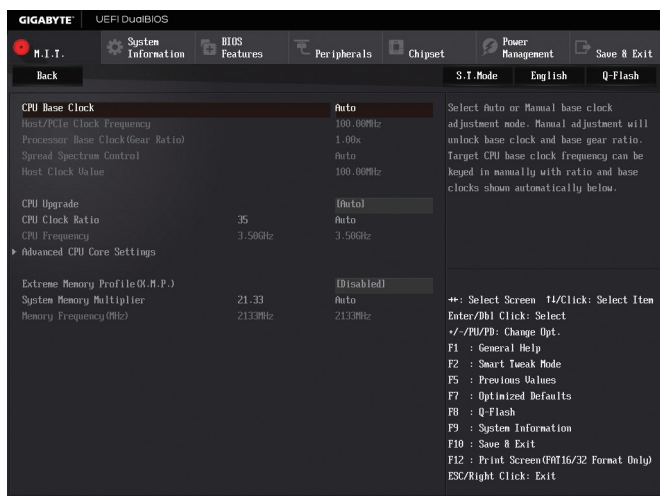 GIGABYTE™ UEFI DualBIOS
M.I.T.
System Information
BIOS Features
Peripherals
Chipset
Power Management
Save & Exit
Back
S.T.Mode English Q-Flash
CPU Base Clock Auto
Host/PCIe Clock Frequency 100.00MHz
Processor Base Clock(Gear Ratio) 1.00x
Spread Spectrum Control Auto
Host Clock Value 100.00MHz
CPU Upgrade [Auto]
CPU Clock Ratio 35 Auto
CPU Frequency 3.50GHz 3.50GHz
Advanced CPU Core Settings
Extreme Memory Profile(X.M.P.) [Disabled]
System Memory Multiplier 21.33 Auto
Memory Frequency(MHz) 2133MHz 2133MHz
Select Auto or Manual base clock
adjustment mode. Manual adjustment will
unlock base clock and base gear ratio.
Target CPU base clock frequency can be
keyed in manually with ratio and base
clocks shown automatically below.
→←: Select Screen ↑↓/Click: Select Item
Enter/Dbl Click: Select
+/-/PU/PD: Change Opt.
F1 : General Help
F2 : Smart Tweak Mode
F5 : Previous Values
F7 : Optimized Defaults
F8 : Q-Flash
F9 : System Information
F10 : Save & Exit
F12 : Print Screen(FAT16/32 Format Only)
ESC/Right Click: Exit